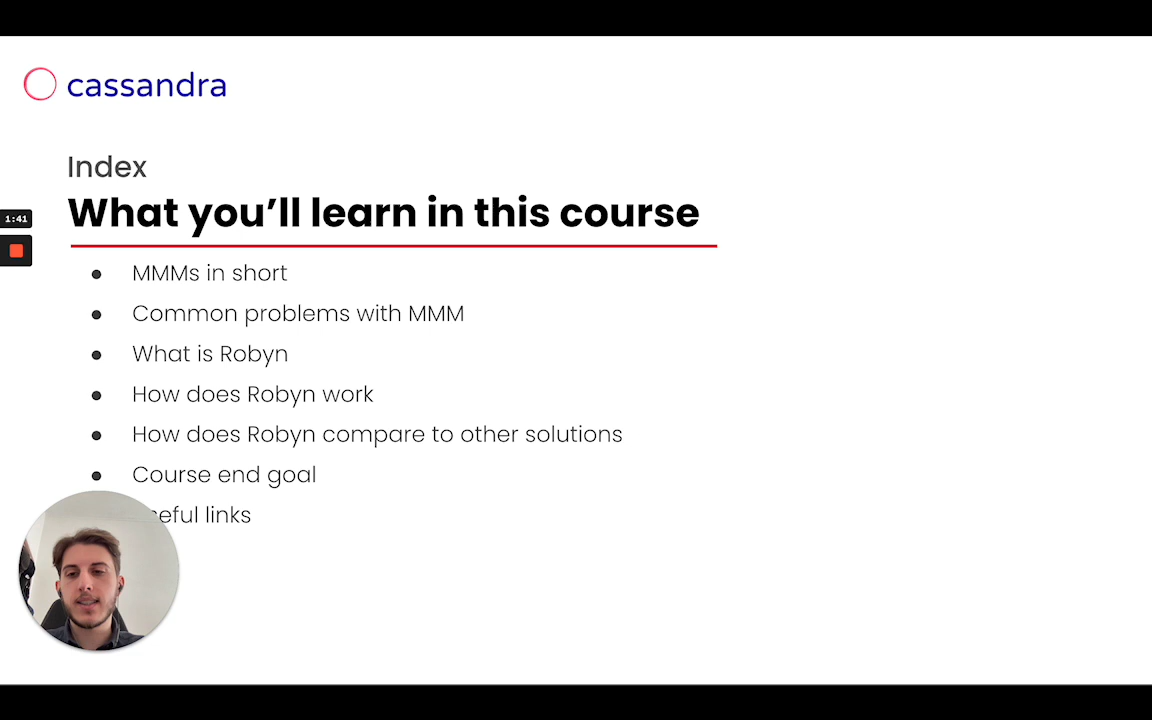 cassandra
Index
What you’ll learn in this course
1:41
● MMMs in short
● Common problems with MMM
● What is Robyn
● How does Robyn work
● How does Robyn compare to other solutions
● Course end goal
links